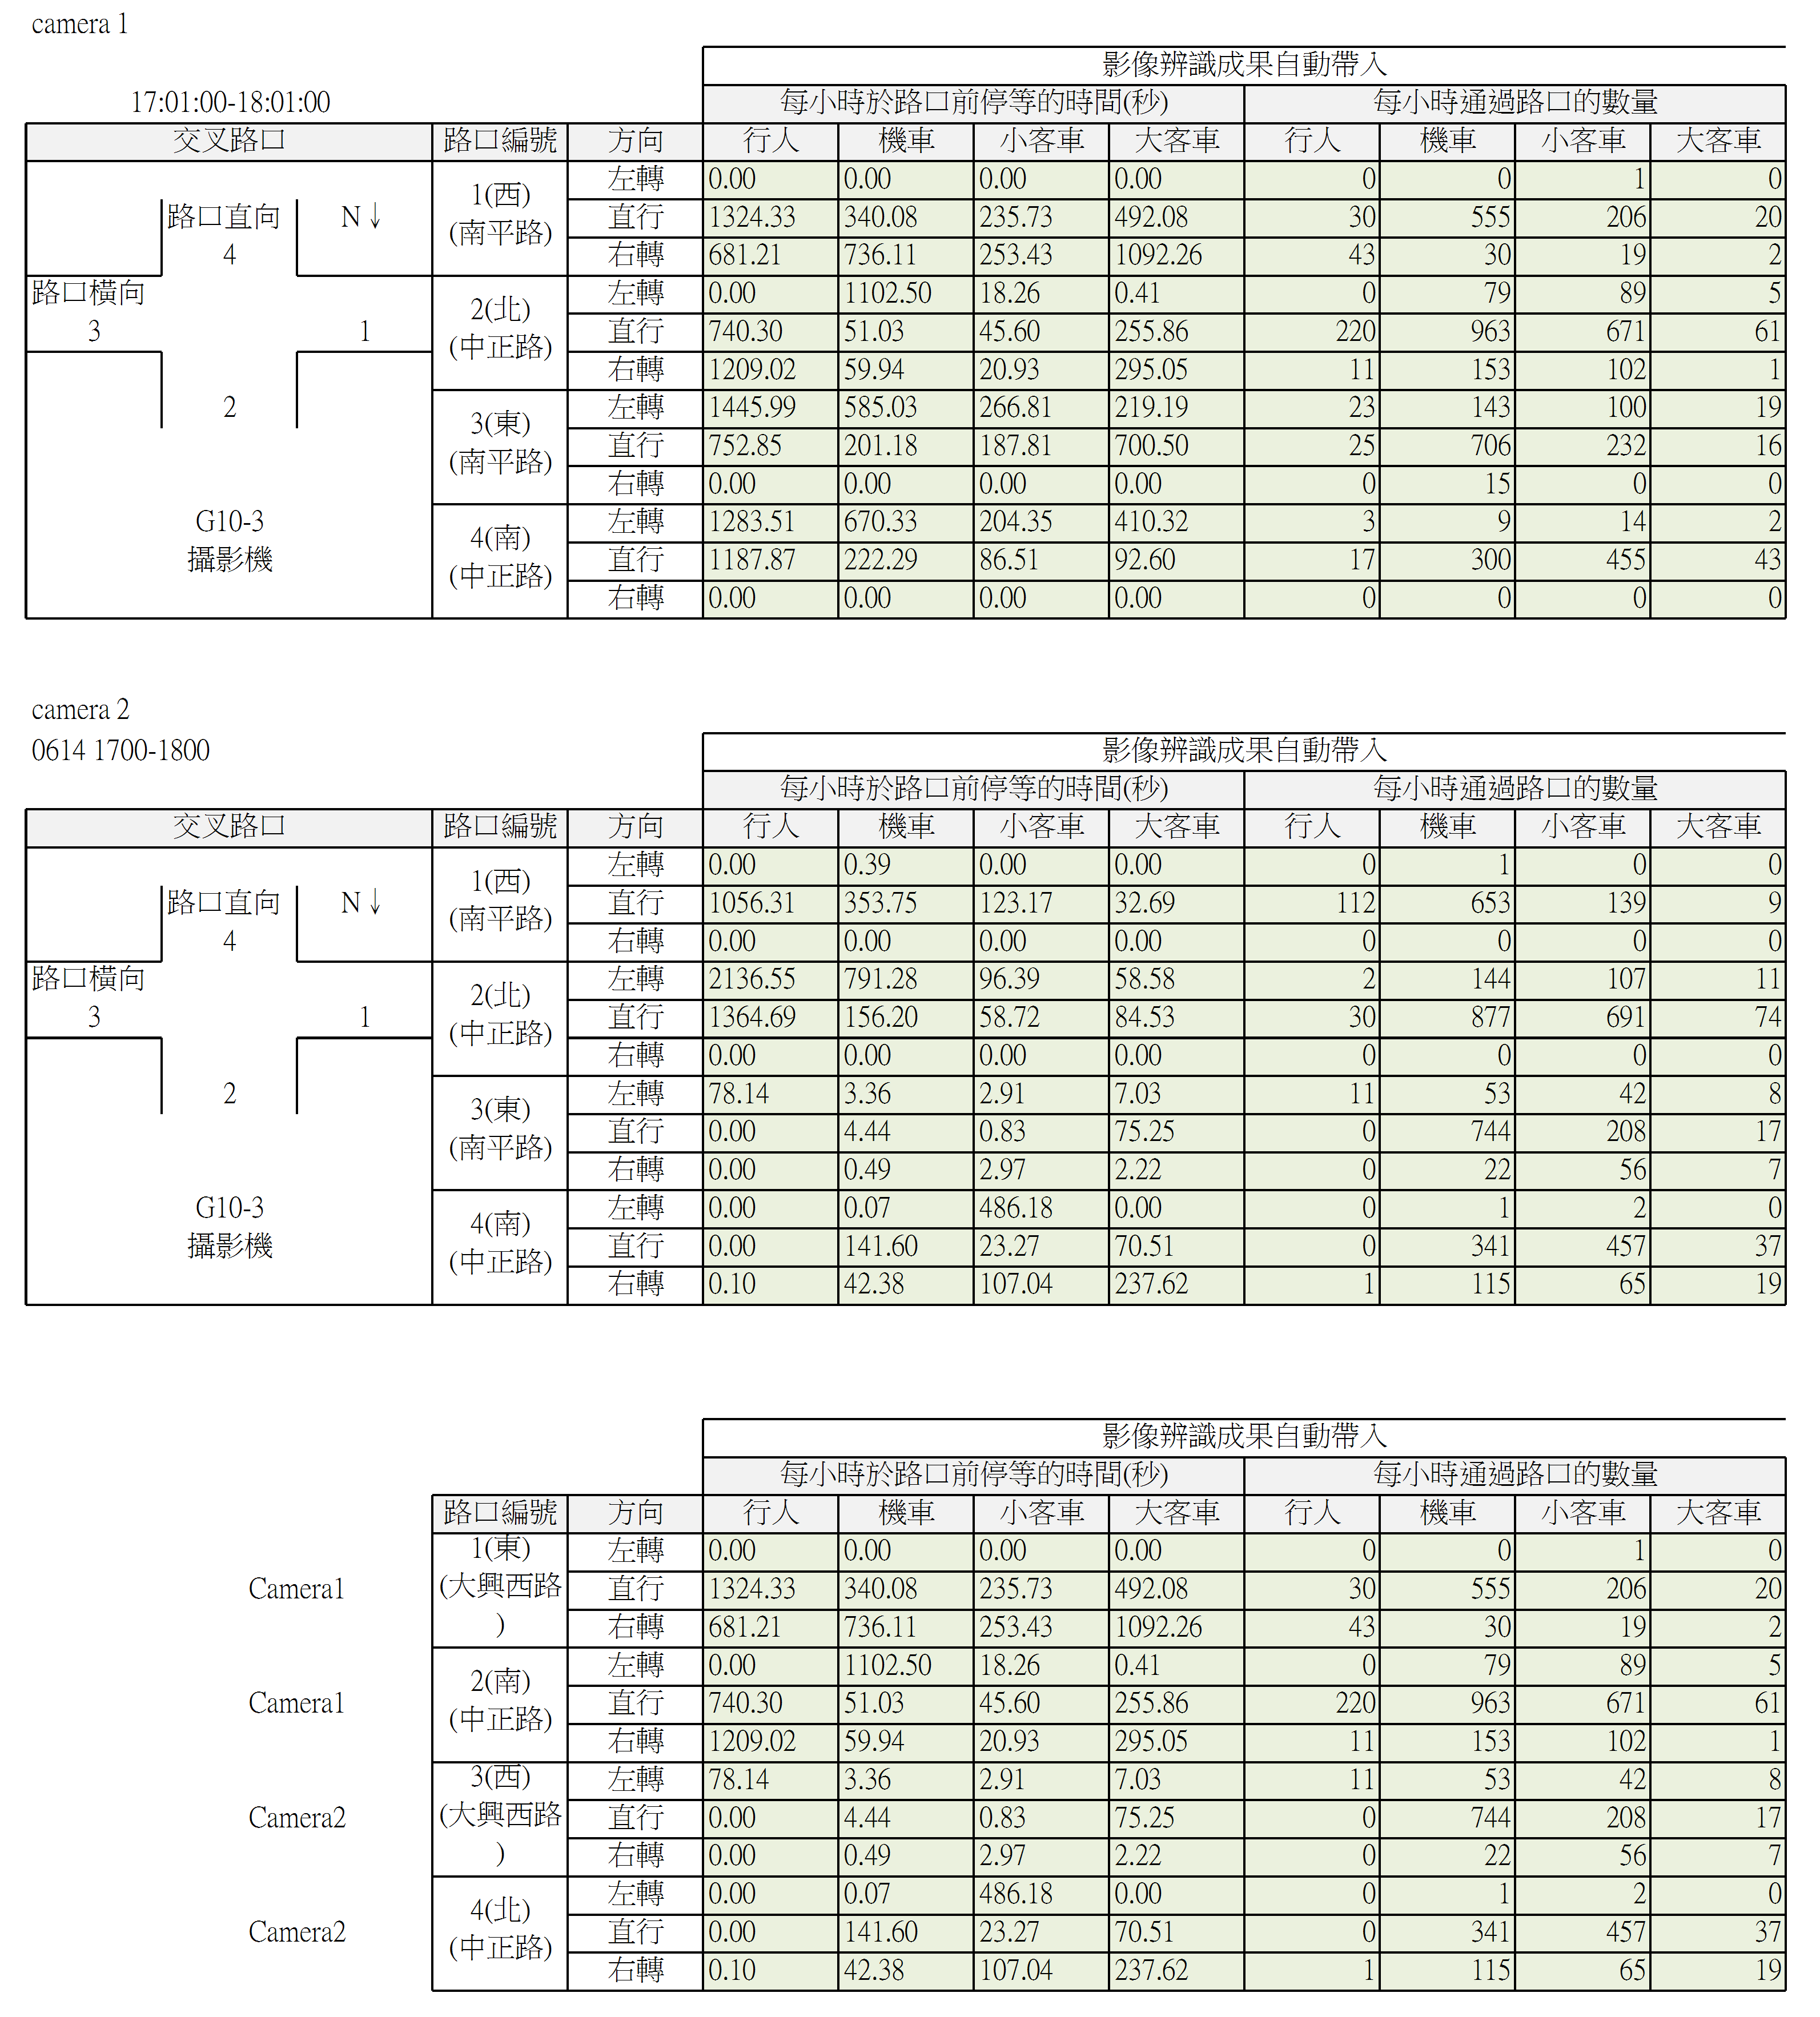 camera 1
影像辨識成果自動帶入
17:01:00-18:01:00 每小時於路口前停等的時間(秒) 每小時通過路口的數量
交叉路口 路口編號 方向 行人 機車 小客車 大客車 行人 機車 小客車 大客車
左轉 0.00 0.00 0.00 0.00 0 0 1 0
路口直向 N↓ 1(西) (南平路) 直行 1324.33 340.08 235.73 492.08 30 555 206 20
4 右轉 681.21 736.11 253.43 1092.26 43 30 19 2
路口橫向 左轉 0.00 1102.50 18.26 0.41 0 79 89 5
3 1 2(北) (中正路) 直行 740.30 51.03 45.60 255.86 220 963 671 61
右轉 1209.02 59.94 20.93 295.05 11 153 102 1
2 左轉 1445.99 585.03 266.81 219.19 23 143 100 19
3(東) (南平路) 直行 752.85 201.18 187.81 700.50 25 706 232 16
右轉 0.00 0.00 0.00 0.00 0 15 0 0
G10-3 左轉 1283.51 670.33 204.35 410.32 3 9 14 2
攝影機 4(南) (中正路) 直行 1187.87 222.29 86.51 92.60 17 300 455 43
右轉 0.00 0.00 0.00 0.00 0 0 0 0
camera 2
0614 1700-1800 影像辨識成果自動帶入
每小時於路口前停等的時間(秒) 每小時通過路口的數量
交叉路口 路口編號 方向 行人 機車 小客車 大客車 行人 機車 小客車 大客車
左轉 0.00 0.39 0.00 0.00 0 1 0 0
路口直向 N↓ 1(西) (南平路) 直行 1056.31 353.75 123.17 32.69 112 653 139 9
4 右轉 0.00 0.00 0.00 0.00 0 0 0 0
路口橫向 左轉 2136.55 791.28 96.39 58.58 2 144 107 11
3 1 2(北) (中正路) 直行 1364.69 156.20 58.72 84.53 30 877 691 74
右轉 0.00 0.00 0.00 0.00 0 0 0 0
2 左轉 78.14 3.36 2.91 7.03 11 53 42 8
3(東) (南平路) 直行 0.00 4.44 0.83 75.25 0 744 208 17
右轉 0.00 0.49 2.97 2.22 0 22 56 7
G10-3 左轉 0.00 0.07 486.18 0.00 0 1 2 0
攝影機 4(南) (中正路) 直行 0.00 141.60 23.27 70.51 0 341 457 37
右轉 0.10 42.38 107.04 237.62 1 115 65 19
影像辨識成果自動帶入
每小時於路口前停等的時間(秒) 每小時通過路口的數量
路口編號 方向 行人 機車 小客車 大客車 行人 機車 小客車 大客車
1(東) 左轉 0.00 0.00 0.00 0.00 0 0 1 0
Camera1 (大興西路 直行 1324.33 340.08 235.73 492.08 30 555 206 20
) 右轉 681.21 736.11 253.43 1092.26 43 30 19 2
左轉 0.00 1102.50 18.26 0.41 0 79 89 5
Camera1 2(南) (中正路) 直行 740.30 51.03 45.60 255.86 220 963 671 61
右轉 1209.02 59.94 20.93 295.05 11 153 102 1
3(西) 左轉 78.14 3.36 2.91 7.03 11 53 42 8
Camera2 (大興西路 直行 0.00 4.44 0.83 75.25 0 744 208 17
) 右轉 0.00 0.49 2.97 2.22 0 22 56 7
左轉 0.00 0.07 486.18 0.00 0 1 2 0
Camera2 4(北) (中正路) 直行 0.00 141.60 23.27 70.51 0 341 457 37
右轉 0.10 42.38 107.04 237.62 1 115 65 19